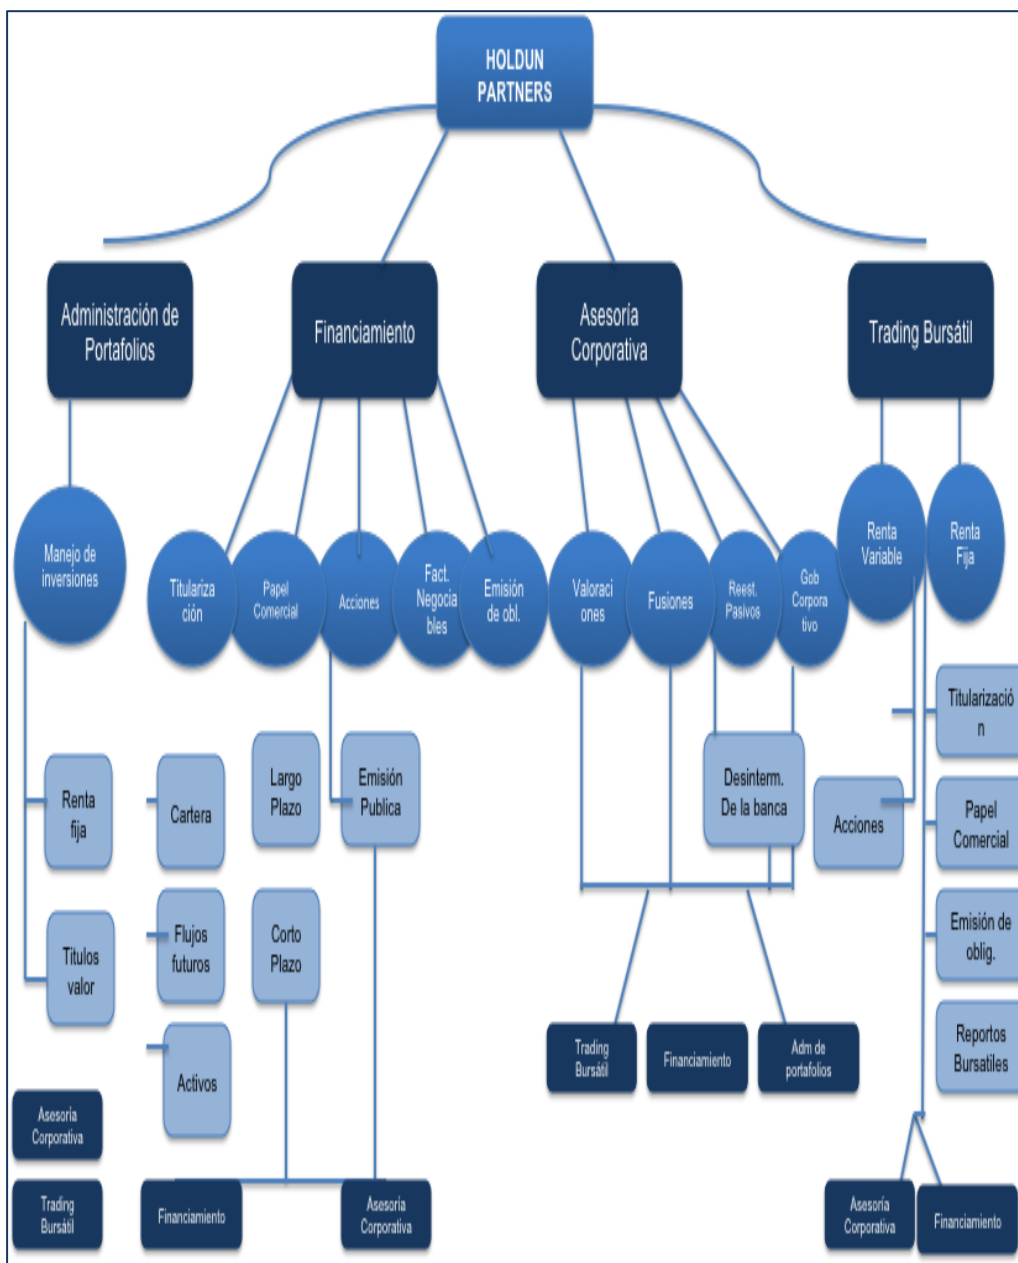 HOLDUN
PARTNERS
Administración de
Portafolios
Financiamiento
Asesoría
Corporativa
Trading Bursátil
Manejo de
inversiones
Titulariza
ción
Papel
Comercial
Acciones
Fact.
Negocia
bles
Emisión
de obl.
Valoraci
ones
Fusiones
Reest.
Pasivos
Gob
Corpora
tivo
Renta
Variable
Renta
Fija
Renta
fija
Titulos
valor
Cartera
Flujos
futuros
Activos
Largo
Plazo
Corto
Plazo
Emisión
Publica
Desinterm.
De la banca
Acciones
Titularizació
n
Papel
Comercial
Emisión de
oblig.
Reportos
Bursatiles
Trading
Bursátil
Financiamiento
Adm de
portafolios
Asesoría
Corporativa
Trading
Bursátil
Financiamiento
Asesoría
Corporativa
Asesoría
Corporativa
Financiamiento